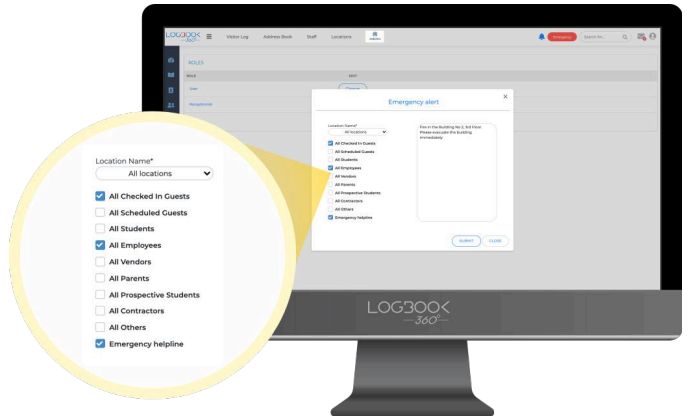 LOGBOOK
360°
Visitor Log Address Book Staff Locations
Emergency
ROLES
ROLE EDIT
User Change
Receptionist
Emergency alert
×
Location Name*
All locations
All Checked In Guests
All Scheduled Guests
All Students
All Employees
All Vendors
All Parents
All Prospective Students
All Contractors
All Others
Emergency helpline
Fire in the Building No.2, 3rd Floor.
Please evacuate the building
immediately
SUBMIT CLOSE
Location Name*
All locations
All Checked In Guests
All Scheduled Guests
All Students
All Employees
All Vendors
All Parents
All Prospective Students
All Contractors
All Others
Emergency helpline
LOGBOOK
360°